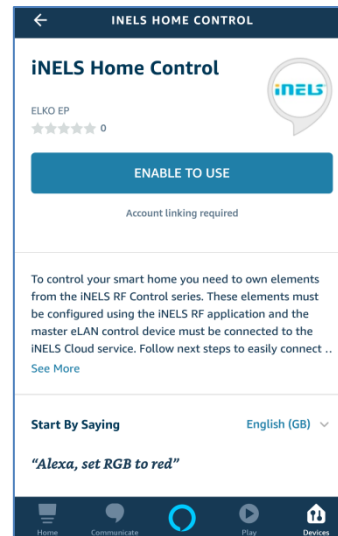 INELS HOME CONTROL
iNELS Home Control
iNELS
ELKO EP
0
ENABLE TO USE
Account linking required
To control your smart home you need to own elements
from the iNELS RF Control series. These elements must
be configured using the iNELS RF application and the
master eLAN control device must be connected to the
iNELS Cloud service. Follow next steps to easily connect ..
See More
Start By Saying English (GB)
“Alexa, set RGB to red”
Home Communicate Play Devices